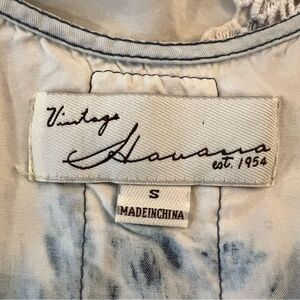 Vintage
Havana
est. 1954
S
MADEINCHINA